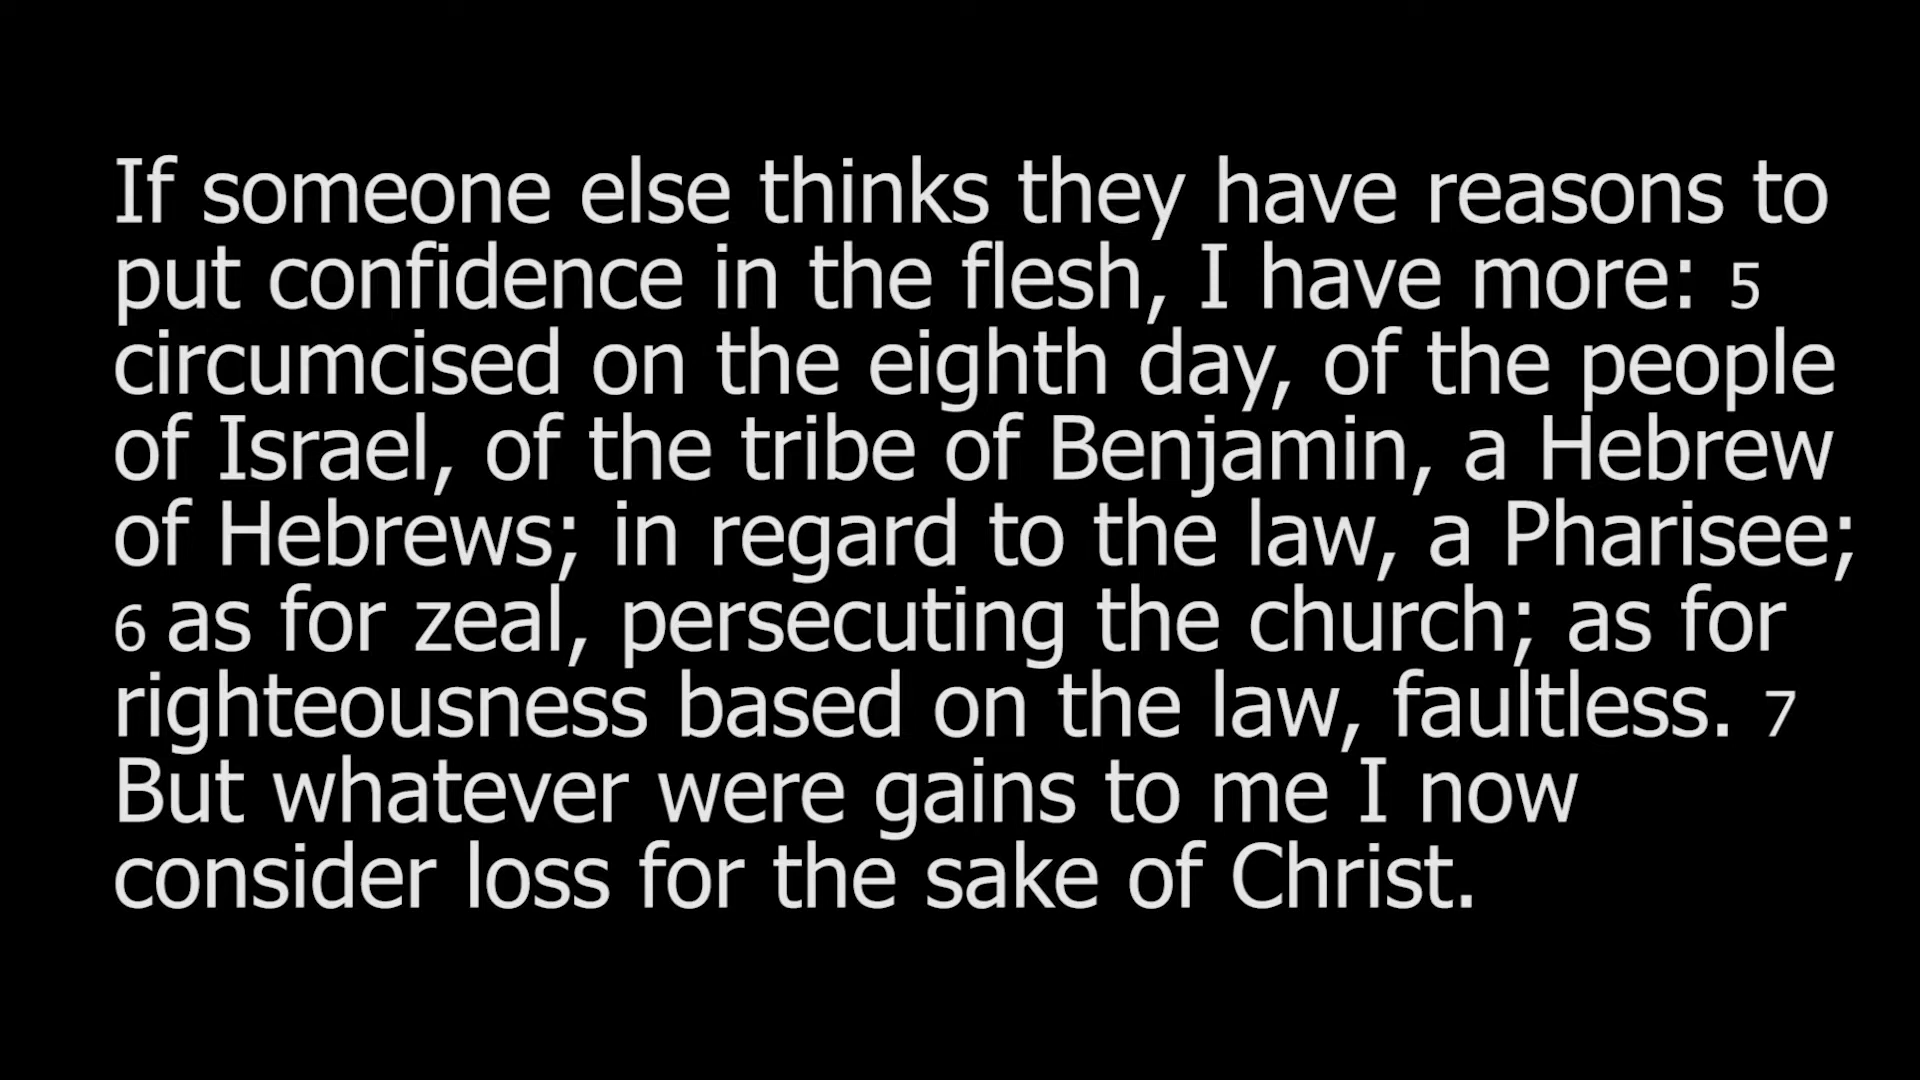 If someone else thinks they have reasons to
put confidence in the flesh, I have more: 5
circumcised on the eighth day, of the people
of Israel, of the tribe of Benjamin, a Hebrew
of Hebrews; in regard to the law, a Pharisee;
6 as for zeal, persecuting the church; as for
righteousness based on the law, faultless. 7
But whatever were gains to me I now
consider loss for the sake of Christ.